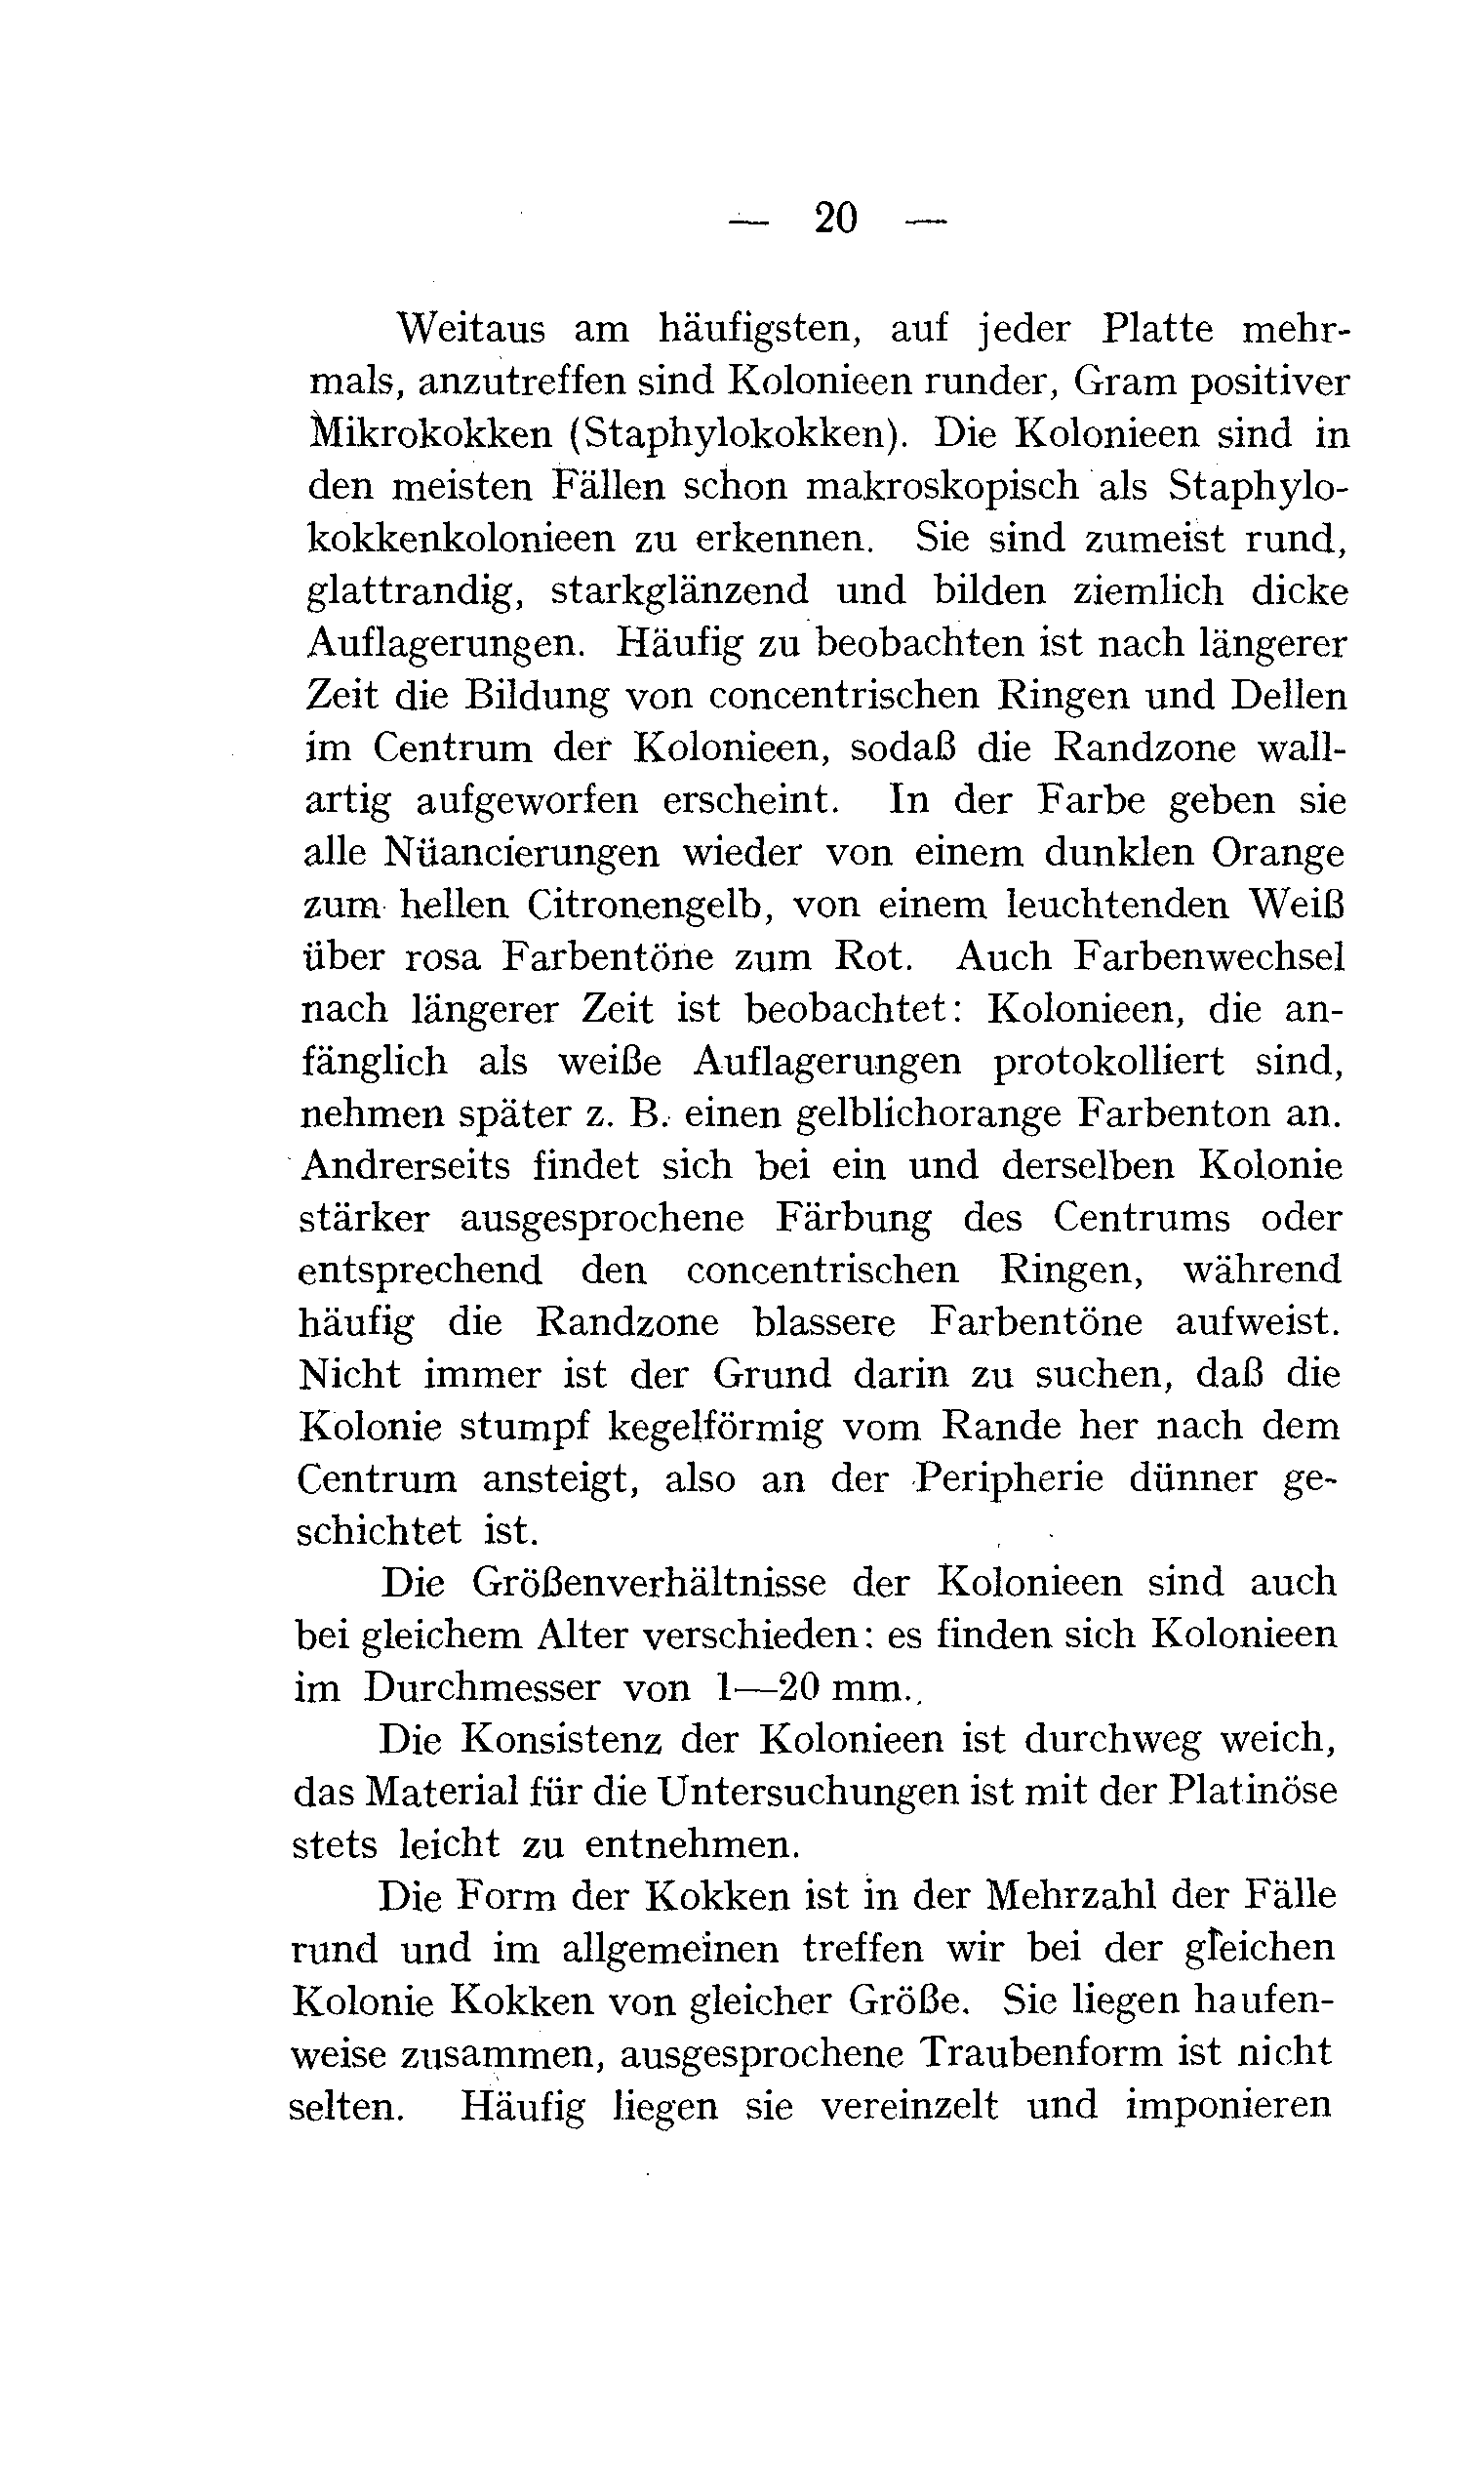 — 20 —
Weitaus am häufigsten, auf jeder Platte mehr-
mals, anzutreffen sind Kolonieen runder, Gram positiver
Mikrokokken (Staphylokokken). Die Kolonieen sind in
den meisten Fällen schon makroskopisch als Staphylo-
kokkenkolonieen zu erkennen. Sie sind zumeist rund,
glattrandig, starkglänzend und bilden ziemlich dicke
Auflagerungen. Häufig zu beobachten ist nach längerer
Zeit die Bildung von concentrischen Ringen und Dellen
im Centrum der Kolonieen, sodaß die Randzone wall-
artig aufgeworfen erscheint. In der Farbe geben sie
alle Nüancierungen wieder von einem dunklen Orange
zum hellen Citronengelb, von einem leuchtenden Weiß
über rosa Farbentöne zum Rot. Auch Farbenwechsel
nach längerer Zeit ist beobachtet: Kolonieen, die an-
fänglich als weiße Auflagerungen protokolliert sind,
nehmen später z. B. einen gelblichorange Farbenton an.
Andrerseits findet sich bei ein und derselben Kolonie
stärker ausgesprochene Färbung des Centrums oder
entsprechend den concentrischen Ringen, während
häufig die Randzone blassere Farbentöne aufweist.
Nicht immer ist der Grund darin zu suchen, daß die
Kolonie stumpf kegelförmig vom Rande her nach dem
Centrum ansteigt, also an der Peripherie dünner ge-
schichtet ist.
Die Größenverhältnisse der Kolonieen sind auch
bei gleichem Alter verschieden: es finden sich Kolonieen
im Durchmesser von 1—20 mm.
Die Konsistenz der Kolonieen ist durchweg weich,
das Material für die Untersuchungen ist mit der Platinöse
stets leicht zu entnehmen.
Die Form der Kokken ist in der Mehrzahl der Fälle
rund und im allgemeinen treffen wir bei der gleichen
Kolonie Kokken von gleicher Größe. Sie liegen haufen-
weise zusammen, ausgesprochene Traubenform ist nicht
selten. Häufig liegen sie vereinzelt und imponieren